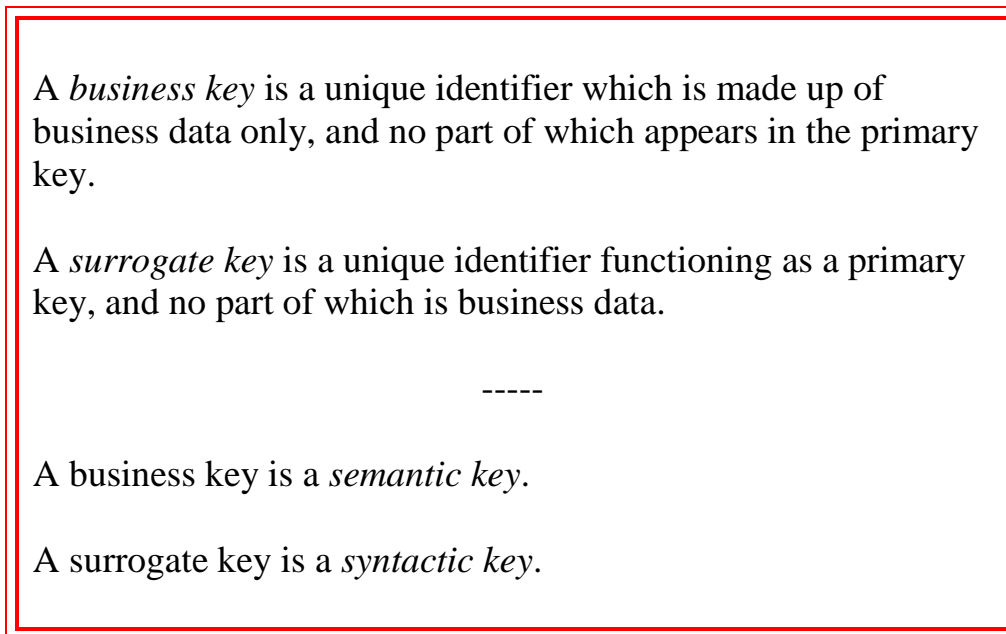 A business key is a unique identifier which is made up of
business data only, and no part of which appears in the primary
key.
A surrogate key is a unique identifier functioning as a primary
key, and no part of which is business data.
-----
A business key is a semantic key.
A surrogate key is a syntactic key.